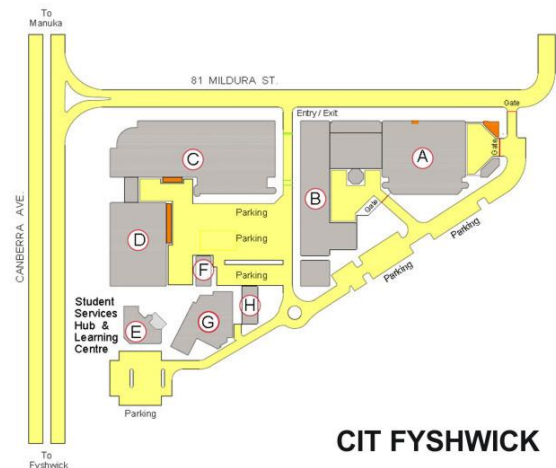 To
Manuka
81 MILDURA ST.
Entry / Exit
Gate
C
A
Gate
B
Gate
CANBERRA AVE.
Parking
D
Parking
Parking
F
Parking
Parking
H
Student
Services
Hub &
Learning
Centre
E
G
Parking
To
Fyshwick
CIT FYSHWICK